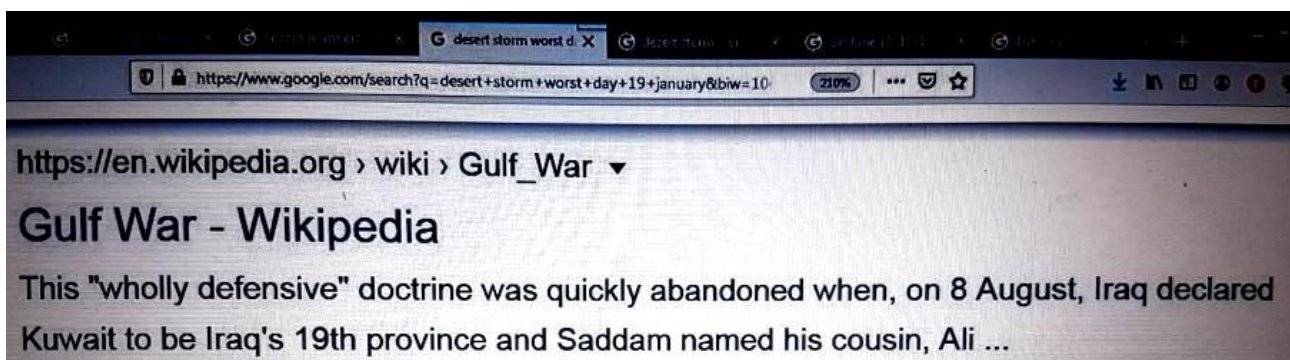 G desert storm worst d X
https://www.google.com/search?q=desert+storm+worst+day+19+january&biw=10
210%
https://en.wikipedia.org › wiki › Gulf_War
Gulf War - Wikipedia
This "wholly defensive" doctrine was quickly abandoned when, on 8 August, Iraq declared
Kuwait to be Iraq's 19th province and Saddam named his cousin, Ali ...